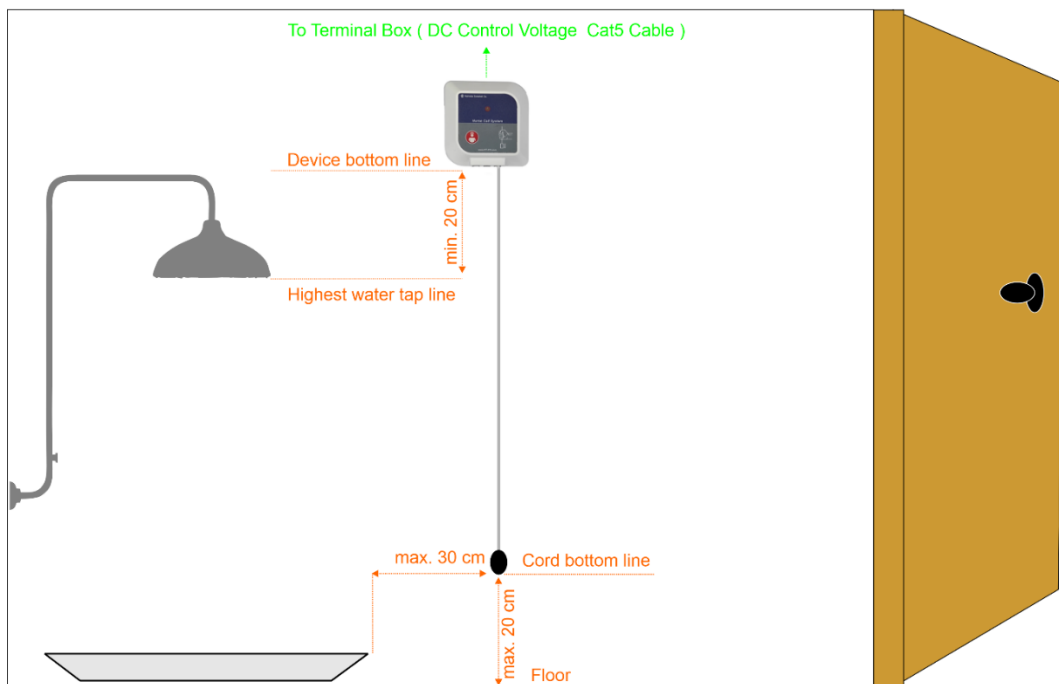 To Terminal Box ( DC Control Voltage  Cat5 Cable )
Device bottom line
min. 20 cm
Highest water tap line
max. 30 cm
Cord bottom line
max. 20 cm
Floor